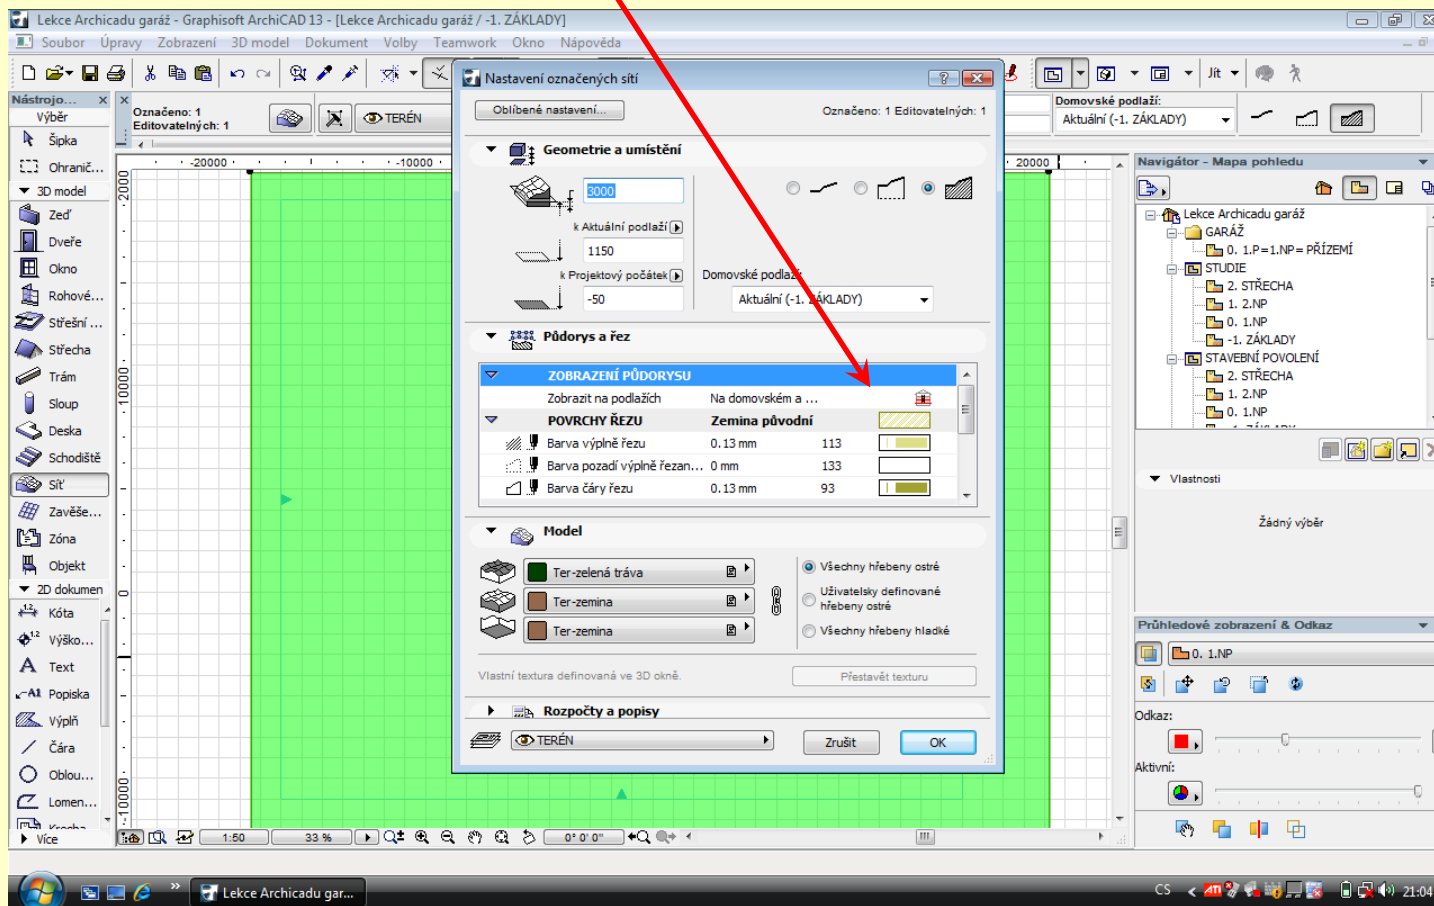 Lekce Archicadu garáž - Graphisoft ArchiCAD 13 - [Lekce Archicadu garáž / -1. ZÁKLADY]
Soubor Úpravy Zobrazení 3D model Dokument Volby Teamwork Okno Nápověda
Jít
Nástrojo...
Výběr
Šipka
Ohranič...
3D model
Zeď
Dveře
Okno
Rohové...
Střešní ...
Střecha
Trám
Sloup
Deska
Schodiště
Síť
Zavěše...
Zóna
Objekt
2D dokumen
Kóta
Výško...
Text
Popiska
Výplň
Čára
Oblou...
Lomen...
Více
Označeno: 1
Editovatelných: 1
TERÉN
Domovské podlaží:
Aktuální (-1. ZÁKLADY)
-20000
-10000
20000
10000
0
-10000
Nastavení označených sítí
Oblíbené nastavení...
Označeno: 1 Editovatelných: 1
Geometrie a umístění
3000
k Aktuální podlaží
1150
k Projektový počátek
-50
Domovské podlaží:
Aktuální (-1. ZÁKLADY)
Půdorys a řez
ZOBRAZENÍ PŮDORYSU
Zobrazit na podlažích Na domovském a ...
POVRCHY ŘEZU Zemina původní
Barva výplně řezu 0.13 mm 113
Barva pozadí výplně řezan... 0 mm 133
Barva čáry řezu 0.13 mm 93
Model
Ter-zelená tráva
Ter-zemina
Ter-zemina
Všechny hřebeny ostré
Uživatelsky definované
hřebeny ostré
Všechny hřebeny hladké
Vlastní textura definovaná ve 3D okně.
Přestavět texturu
Rozpočty a popisy
TERÉN
Zrušit
OK
Navigátor - Mapa pohledu
Lekce Archicadu garáž
GARÁŽ
0. 1.P=1.NP= PŘÍZEMÍ
STUDIE
2. STŘECHA
1. 2.NP
0. 1.NP
-1. ZÁKLADY
STAVEBNÍ POVOLENÍ
2. STŘECHA
1. 2.NP
0. 1.NP
Vlastnosti
Žádný výběr
Průhledové zobrazení & Odkaz
0. 1.NP
Odkaz:
Aktivní:
1:50
33 %
0° 0' 0"
Lekce Archicadu gar...
CS
ATI
21:04